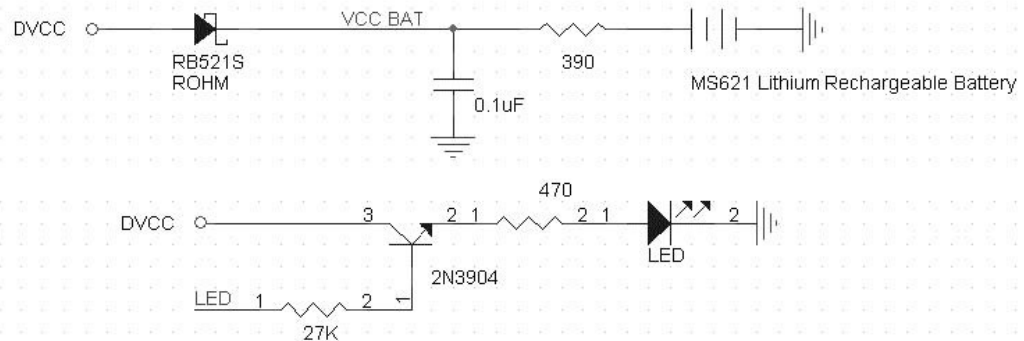 DVCC
VCC BAT
RB521S
ROHM
390
MS621 Lithium Rechargeable Battery
0.1uF
470
DVCC
3
2 1
2 1
2
LED
2N3904
LED
1
2
1
27K